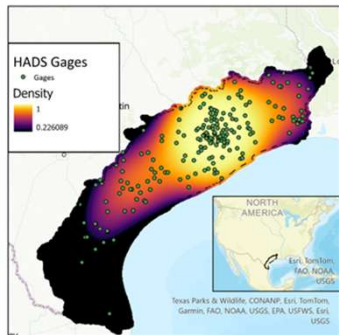 HADS Gages
Gages
Density
1
0.226089
tin
NORTH
AMERICA
Esri, TomTom,
FAO, NOAA,
USGS
Texas Parks & Wildlife, CONANP, Esri, TomTom,
Garmin, FAO, NOAA, USGS, EPA, USFWS, Esri,
USGS